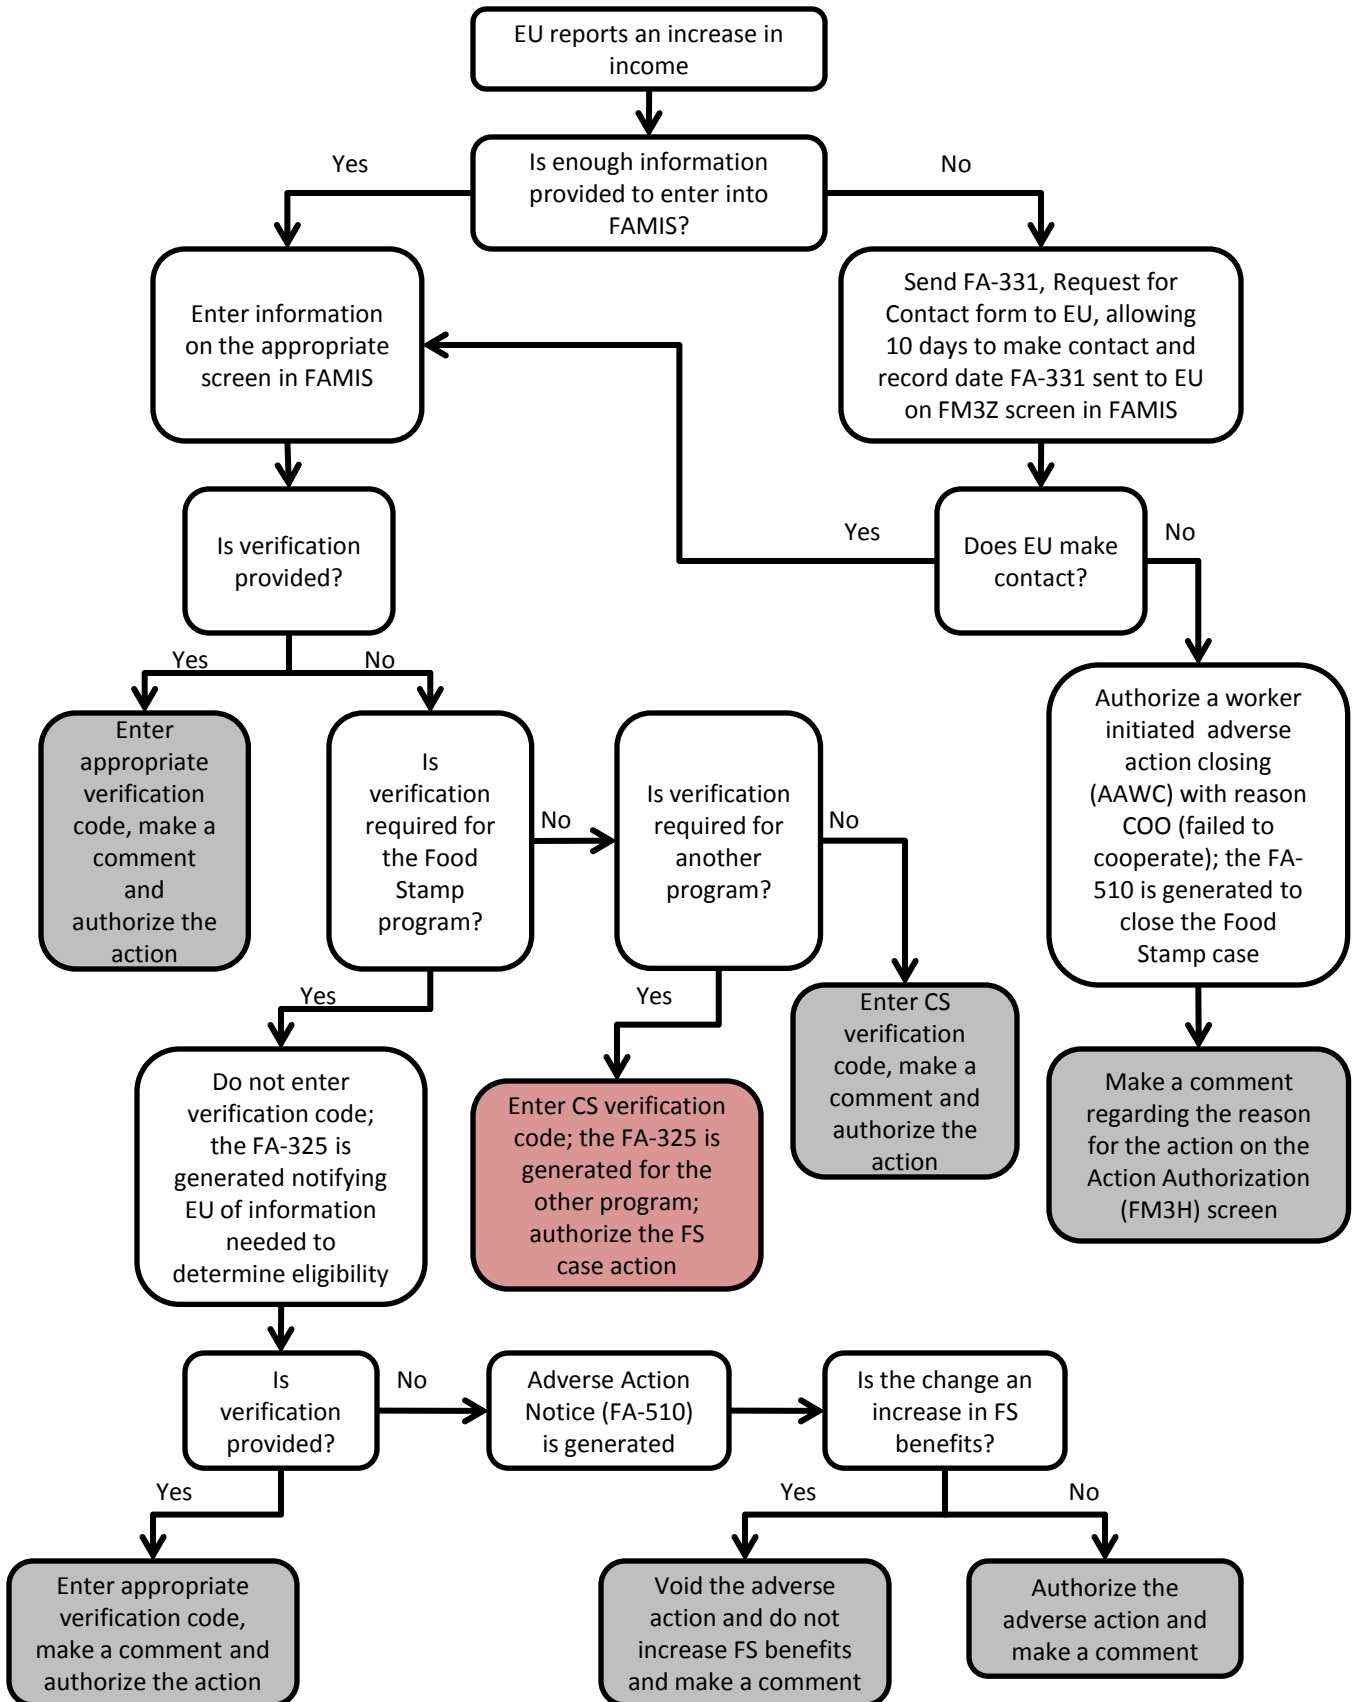 EU reports an increase in
income
Is enough information
provided to enter into
FAMIS?
Yes
No
Enter information
on the appropriate
screen in FAMIS
Send FA-331, Request for
Contact form to EU, allowing
10 days to make contact and
record date FA-331 sent to EU
on FM3Z screen in FAMIS
Is verification
provided?
Does EU make
contact?
Yes
No
Yes
No
Enter
appropriate
verification
code, make a
comment
and
authorize the
action
Is
verification
required for
the Food
Stamp
program?
No
Is verification
required for
another
program?
No
Authorize a worker
initiated  adverse
action closing
(AAWC) with reason
COO (failed to
cooperate); the FA-
510 is generated to
close the Food
Stamp case
Yes
Yes
Enter CS
verification
code, make a
comment and
authorize the
action
Do not enter
verification code;
the FA-325 is
generated notifying
EU of information
needed to
determine eligibility
Enter CS verification
code; the FA-325 is
generated for the
other program;
authorize the FS
case action
Make a comment
regarding the reason
for the action on the
Action Authorization
(FM3H) screen
Is
verification
provided?
No
Adverse Action
Notice (FA-510)
is generated
Is the change an
increase in FS
benefits?
Yes
Yes
No
Enter appropriate
verification code,
make a comment and
authorize the action
Void the adverse
action and do not
increase FS benefits
and make a comment
Authorize the
adverse action and
make a comment